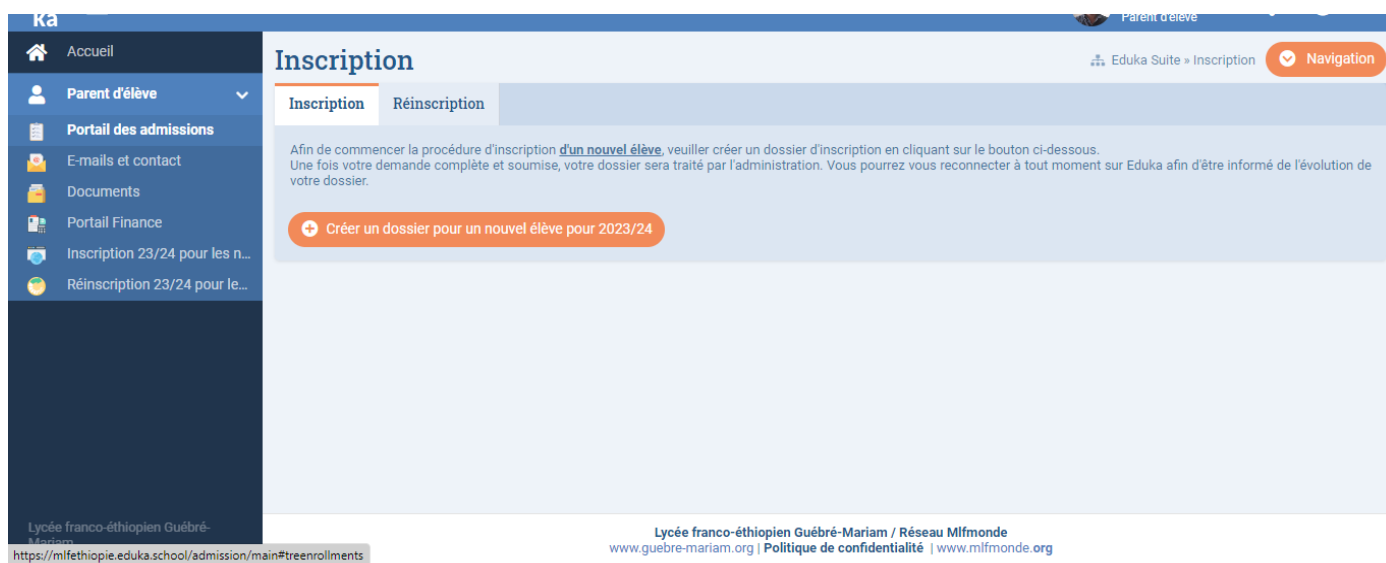 ka
Parent d'élève
Accueil
Parent d'élève
Portail des admissions
E-mails et contact
Documents
Portail Finance
Inscription 23/24 pour les n...
Réinscription 23/24 pour le...
Inscription
Eduka Suite » Inscription
Navigation
Inscription Réinscription
Afin de commencer la procédure d'inscription d'un nouvel élève, veuiller créer un dossier d'inscription en cliquant sur le bouton ci-dessous.
Une fois votre demande complète et soumise, votre dossier sera traité par l'administration. Vous pourrez vous reconnecter à tout moment sur Eduka afin d'être informé de l'évolution de
votre dossier.
Créer un dossier pour un nouvel élève pour 2023/24
Lycée franco-éthiopien Guébré-
Mariam
https://mlfethiopie.eduka.school/admission/main#treenrollments
Lycée franco-éthiopien Guébré-Mariam / Réseau Mlfmonde
www.guebre-mariam.org | Politique de confidentialité | www.mlfmonde.org